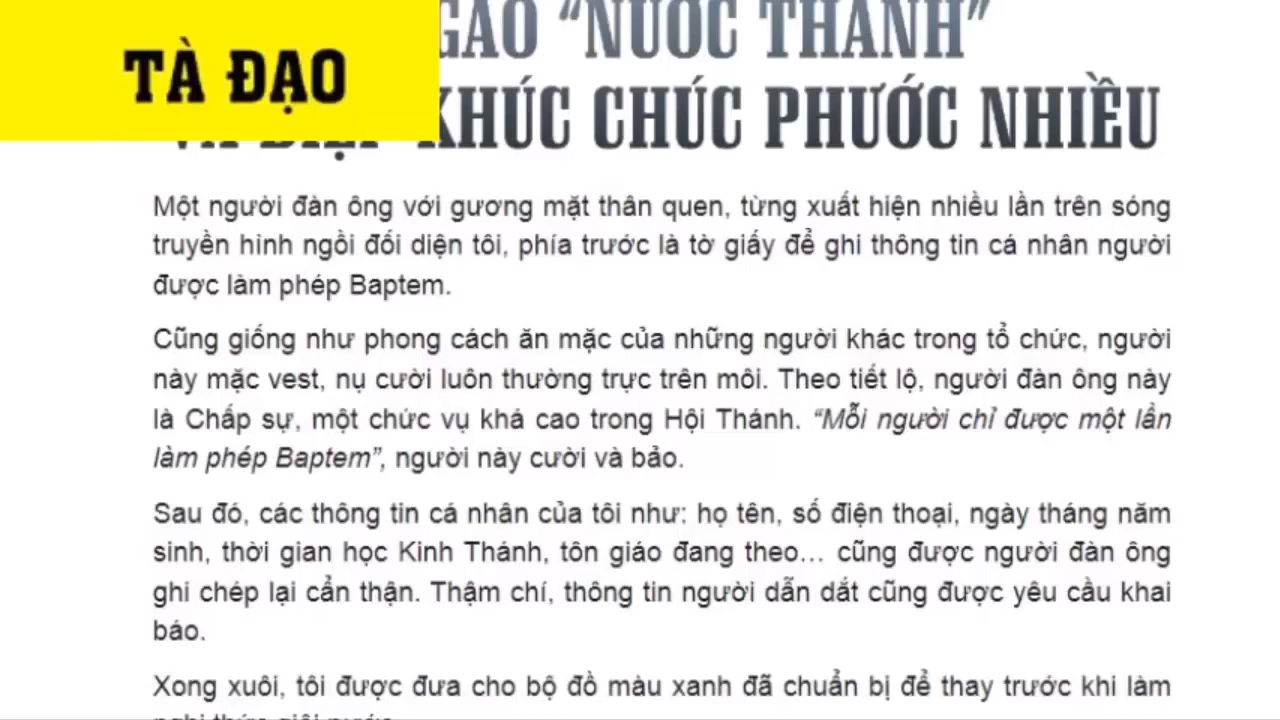 GÁO “NƯỚC THÁNH”
TÀ ĐẠO
KHÚC CHÚC PHƯỚC NHIỀU
Một người đàn ông với gương mặt thân quen, từng xuất hiện nhiều lần trên sóng
truyền hình ngồi đối diện tôi, phía trước là tờ giấy để ghi thông tin cá nhân người
được làm phép Baptem.
Cũng giống như phong cách ăn mặc của những người khác trong tổ chức, người
này mặc vest, nụ cười luôn thường trực trên môi. Theo tiết lộ, người đàn ông này
là Chấp sự, một chức vụ khá cao trong Hội Thánh. “Mỗi người chỉ được một lần
làm phép Baptem”, người này cười và bảo.
Sau đó, các thông tin cá nhân của tôi như: họ tên, số điện thoại, ngày tháng năm
sinh, thời gian học Kinh Thánh, tôn giáo đang theo… cũng được người đàn ông
ghi chép lại cẩn thận. Thậm chí, thông tin người dẫn dắt cũng được yêu cầu khai
báo.
Xong xuôi, tôi được đưa cho bộ đồ màu xanh đã chuẩn bị để thay trước khi làm